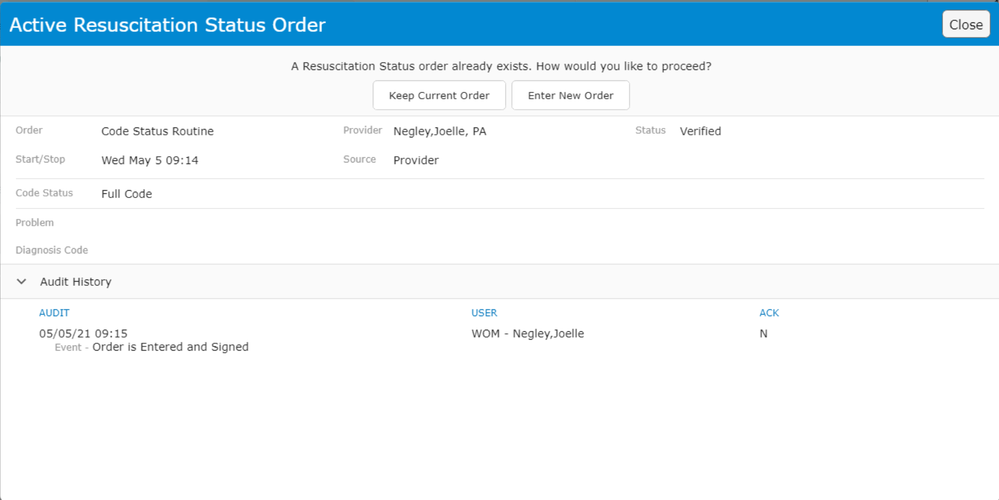 Active Resuscitation Status Order
Close
A Resuscitation Status order already exists. How would you like to proceed?
Keep Current Order
Enter New Order
Order Code Status Routine Provider Negley,Joelle, PA Status Verified
Start/Stop Wed May 5 09:14 Source Provider
Code Status Full Code
Problem
Diagnosis Code
Audit History
AUDIT USER ACK
05/05/21 09:15 WOM - Negley,Joelle N
Event - Order is Entered and Signed